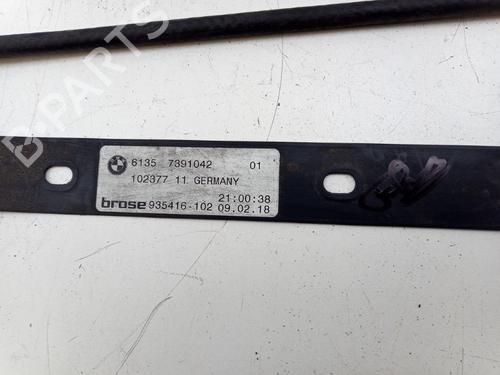 B-PARTS
6135 7391042 01
102377 11 GERMANY
21:00:38
brose 935416-102 09.02.18